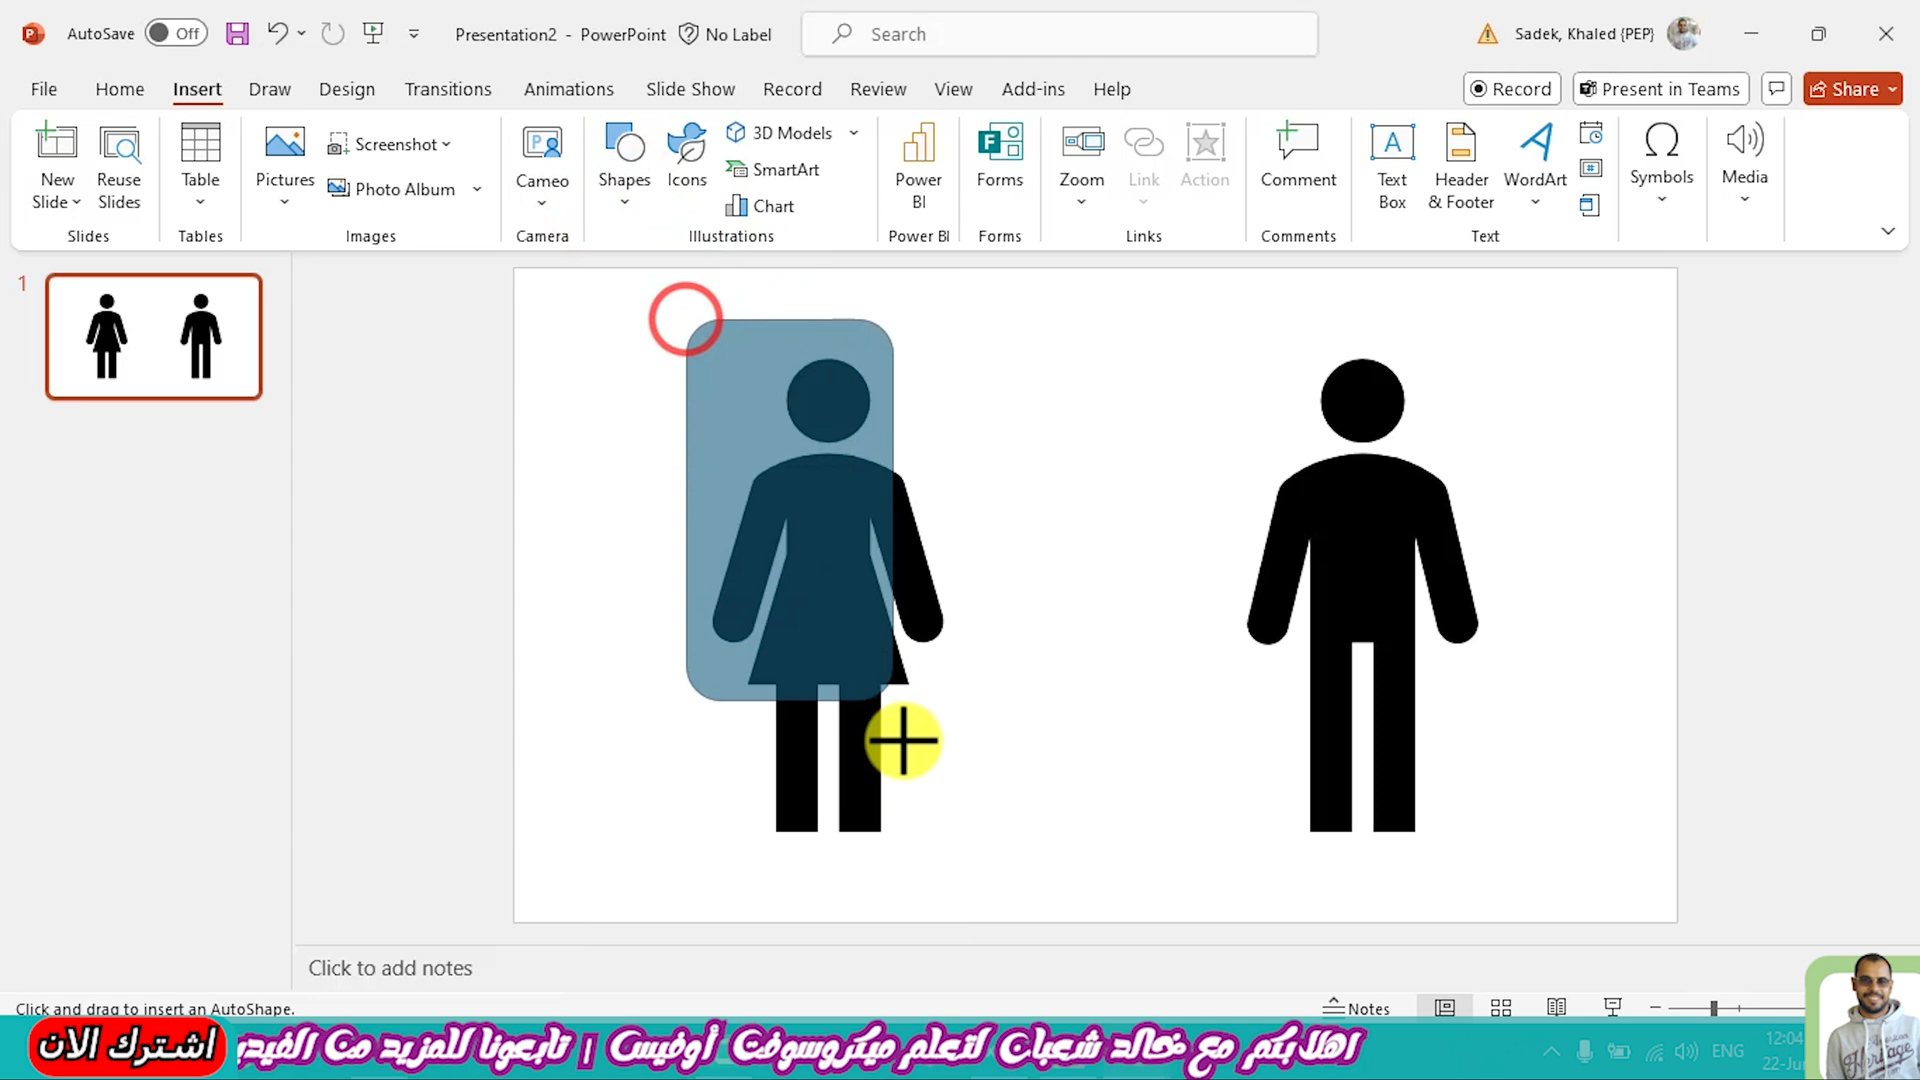 AutoSave Off Presentation2 - PowerPoint No Label Search Sadek, Khaled {PEP}
File Home Insert Draw Design Transitions Animations Slide Show Record Review View Add-ins Help Record Present in Teams Share
New Slide
Reuse Slides
Table
Pictures
Screenshot
Photo Album
Cameo
Shapes
Icons
3D Models
SmartArt
Chart
Power BI
Forms
Zoom
Link
Action
Comment
Text Box
Header & Footer
WordArt
Symbols
Media
Slides Tables Images Camera Illustrations Power BI Forms Links Comments Text
1
Click to add notes
Click and drag to insert an AutoShape.
Notes
اشترك الان
اهلا بكم مع خالد شعبان لتعلم ميكروسوفت أوفيس | تابعونا للمزيد من الفيد
ENG
12:04